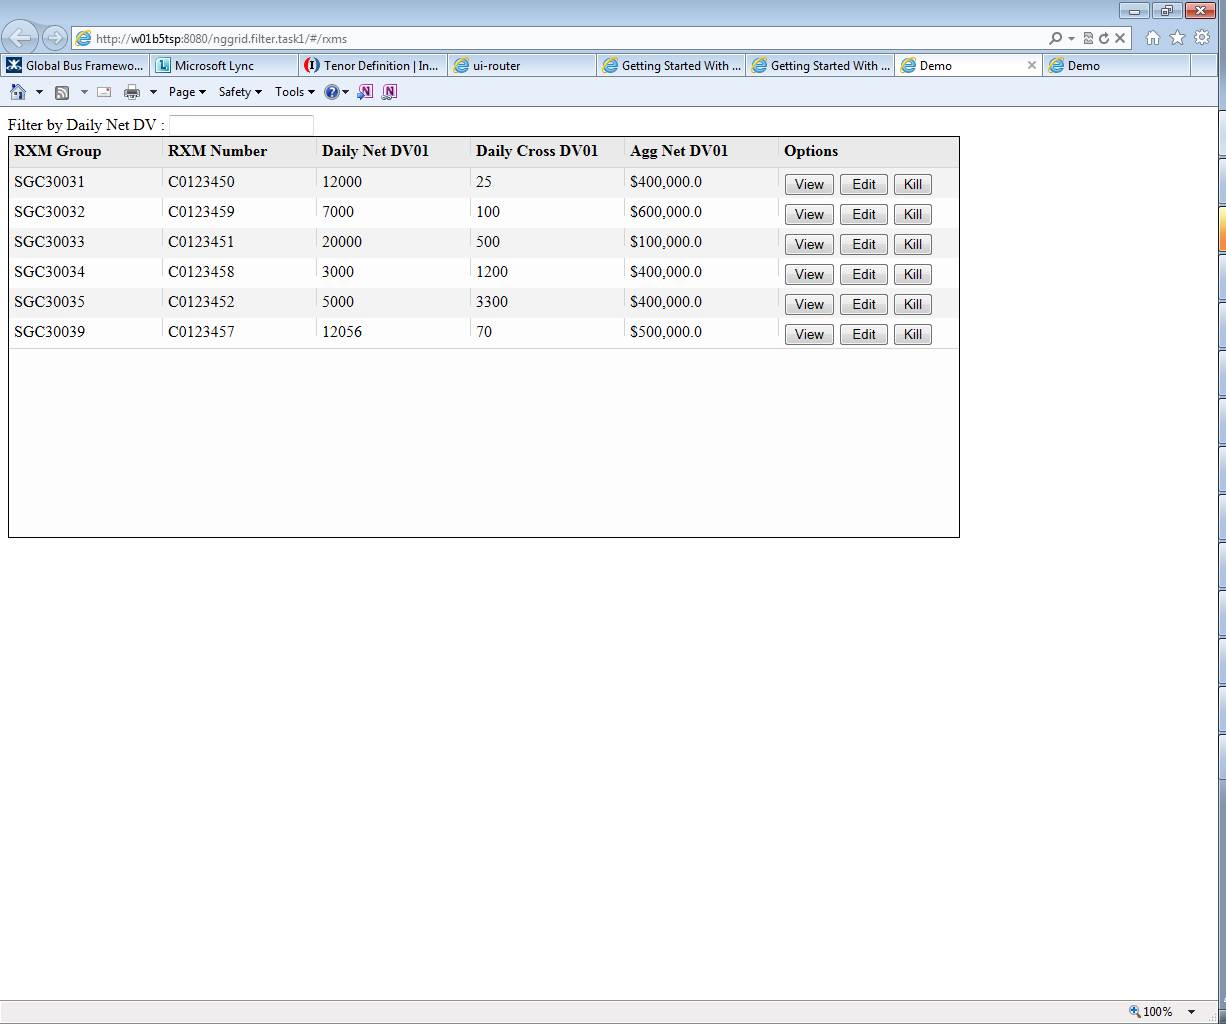 http://w01b5tsp:8080/nggrid.filter.task1/#/rxms
Global Bus Framewo... Microsoft Lync Tenor Definition | In... ui-router Getting Started With ... Getting Started With ... Demo Demo
Page Safety Tools
Filter by Daily Net DV :
RXM Group RXM Number Daily Net DV01 Daily Cross DV01 Agg Net DV01 Options
SGC30031 C0123450 12000 25 $400,000.0 View Edit Kill
SGC30032 C0123459 7000 100 $600,000.0 View Edit Kill
SGC30033 C0123451 20000 500 $100,000.0 View Edit Kill
SGC30034 C0123458 3000 1200 $400,000.0 View Edit Kill
SGC30035 C0123452 5000 3300 $400,000.0 View Edit Kill
SGC30039 C0123457 12056 70 $500,000.0 View Edit Kill
100%